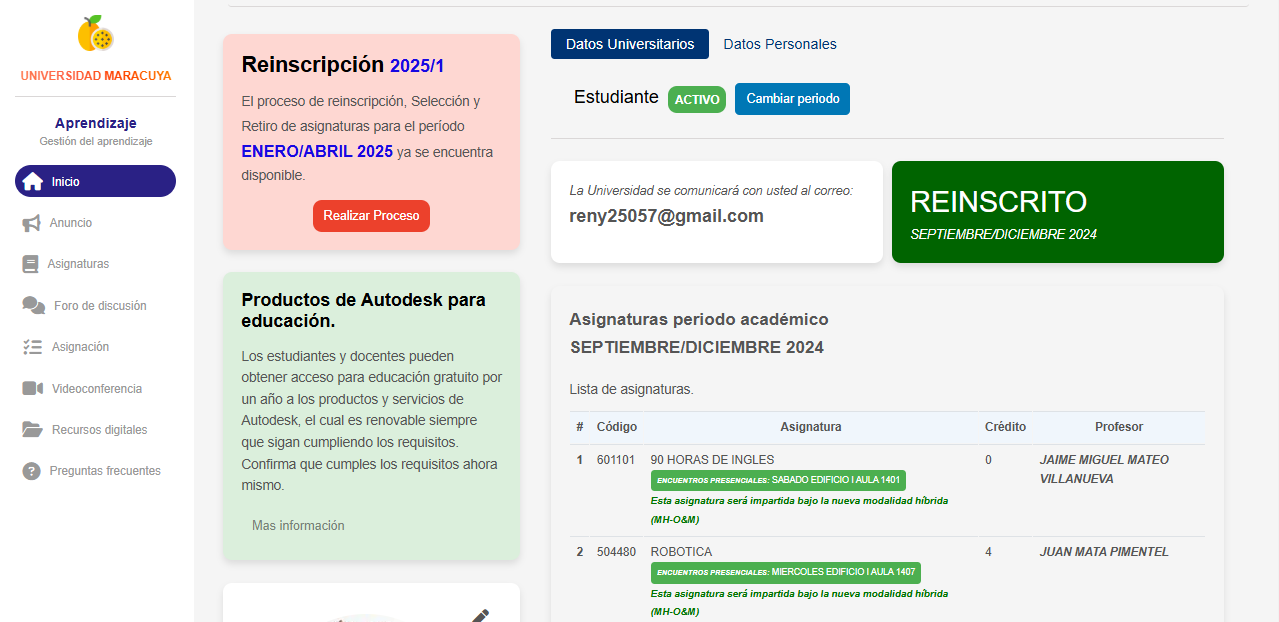 UNIVERSIDAD MARACUYA
Aprendizaje
Gestión del aprendizaje
Inicio
Anuncio
Asignaturas
Foro de discusión
Asignación
Videoconferencia
Recursos digitales
Preguntas frecuentes
Reinscripción 2025/1
El proceso de reinscripción, Selección y
Retiro de asignaturas para el período
ENERO/ABRIL 2025 ya se encuentra
disponible.
Realizar Proceso
Productos de Autodesk para
educación.
Los estudiantes y docentes pueden
obtener acceso para educación gratuito por
un año a los productos y servicios de
Autodesk, el cual es renovable siempre
que sigan cumpliendo los requisitos.
Confirma que cumples los requisitos ahora
mismo.
Mas información
Datos Universitarios Datos Personales
Estudiante ACTIVO Cambiar periodo
La Universidad se comunicará con usted al correo:
reny25057@gmail.com
REINSCRITO
SEPTIEMBRE/DICIEMBRE 2024
Asignaturas periodo académico
SEPTIEMBRE/DICIEMBRE 2024
Lista de asignaturas.
# Código Asignatura Crédito Profesor
1 601101 90 HORAS DE INGLES 0 JAIME MIGUEL MATEO
VILLANUEVA
ENCUENTROS PRESENCIALES: SABADO EDIFICIO I AULA 1401
Esta asignatura será impartida bajo la nueva modalidad híbrida
(MH-O&M)
2 504480 ROBOTICA 4 JUAN MATA PIMENTEL
ENCUENTROS PRESENCIALES: MIERCOLES EDIFICIO I AULA 1407
Esta asignatura será impartida bajo la nueva modalidad híbrida
(MH-O&M)